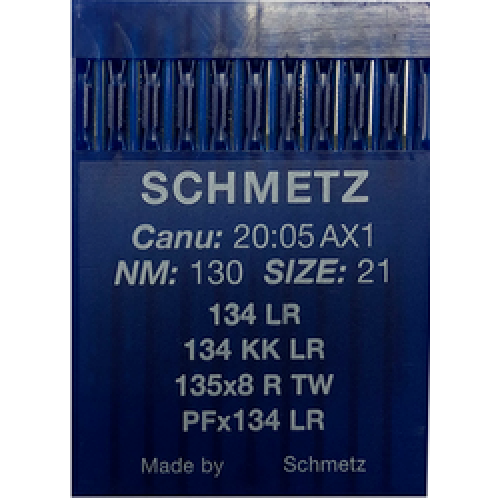 SCHMETZ
Canu: 20:05 AX1
NM: 130 SIZE: 21
134 LR
134 KK LR
135x8 R TW
PFx134 LR
Made by Schmetz